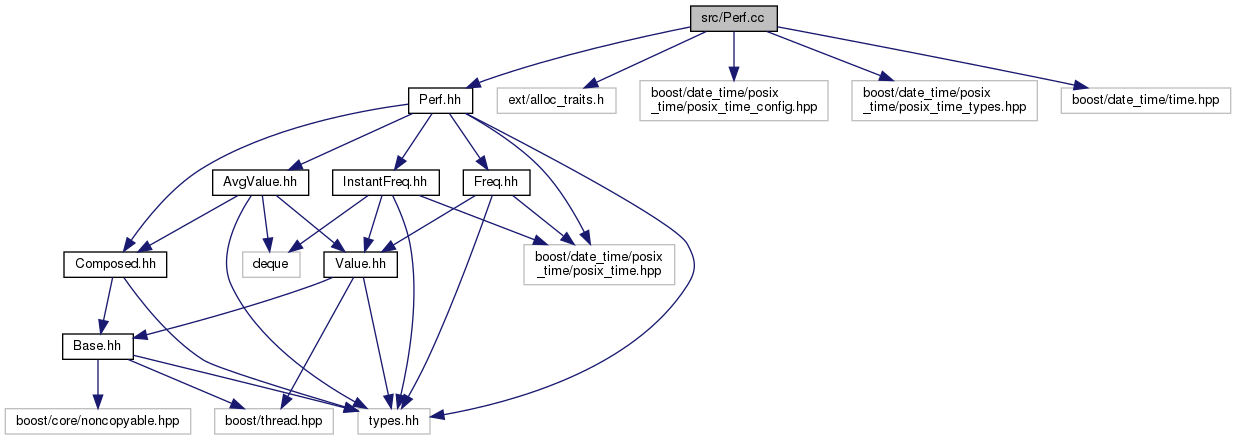 src/Perf.cc
Perf.hh
ext/alloc_traits.h
boost/date_time/posix
_time/posix_time_config.hpp
boost/date_time/posix
_time/posix_time_types.hpp
boost/date_time/time.hpp
AvgValue.hh
InstantFreq.hh
Freq.hh
Composed.hh
deque
Value.hh
boost/date_time/posix
_time/posix_time.hpp
Base.hh
boost/core/noncopyable.hpp
boost/thread.hpp
types.hh